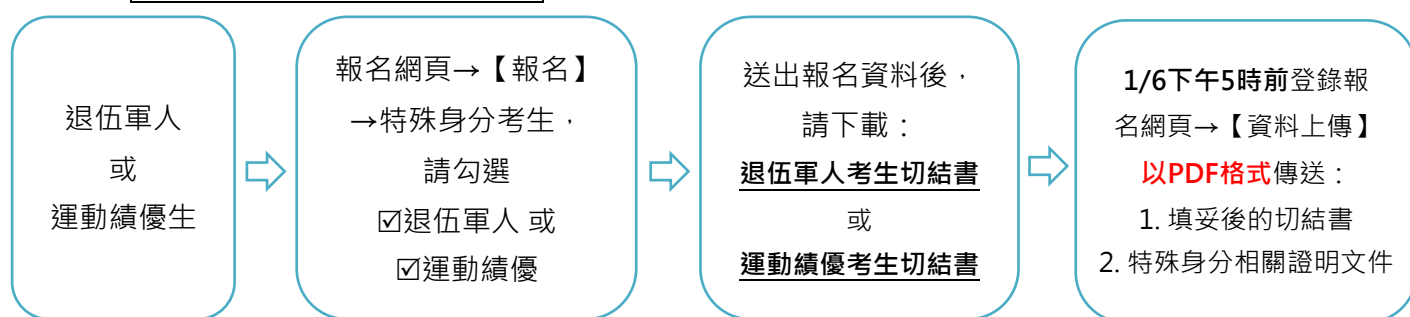 退伍軍人
或
運動績優生
報名網頁→【報名】
→特殊身分考生，
請勾選
☑退伍軍人 或
☑運動績優
送出報名資料後，
請下載：
退伍軍人考生切結書
或
運動績優考生切結書
1/6下午5時前登錄報
名網頁→【資料上傳】
以PDF格式傳送：
1. 填妥後的切結書
2. 特殊身分相關證明文件